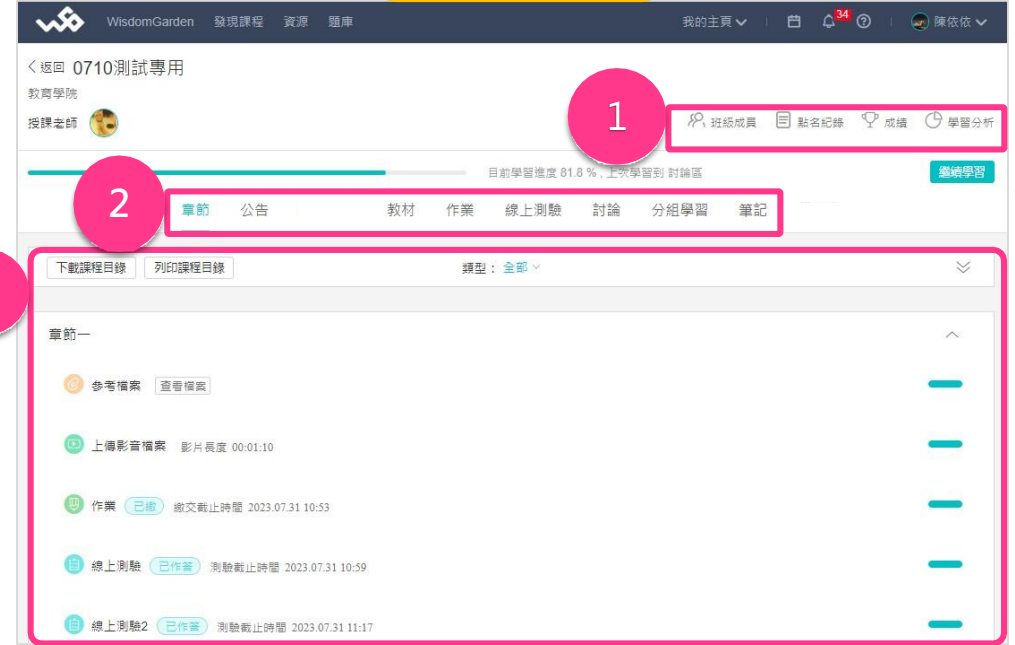 WisdomGarden 發現課程 資源 題庫 我的主頁 34 陳依依
返回 0710測試專用
教育學院
授課老師
1
班級成員 點名紀錄 成績 學習分析
目前學習進度 81.8 % , 上次學習到 討論區 繼續學習
2
章節 公告 教材 作業 線上測驗 討論 分組學習 筆記
下載課程目錄 列印課程目錄 類型： 全部
章節一
參考檔案 查看檔案
上傳影音檔案 影片長度 00:01:10
作業 已繳 繳交截止時間 2023.07.31 10:53
線上測驗 已作答 測驗截止時間 2023.07.31 10:59
線上測驗2 已作答 測驗截止時間 2023.07.31 11:17